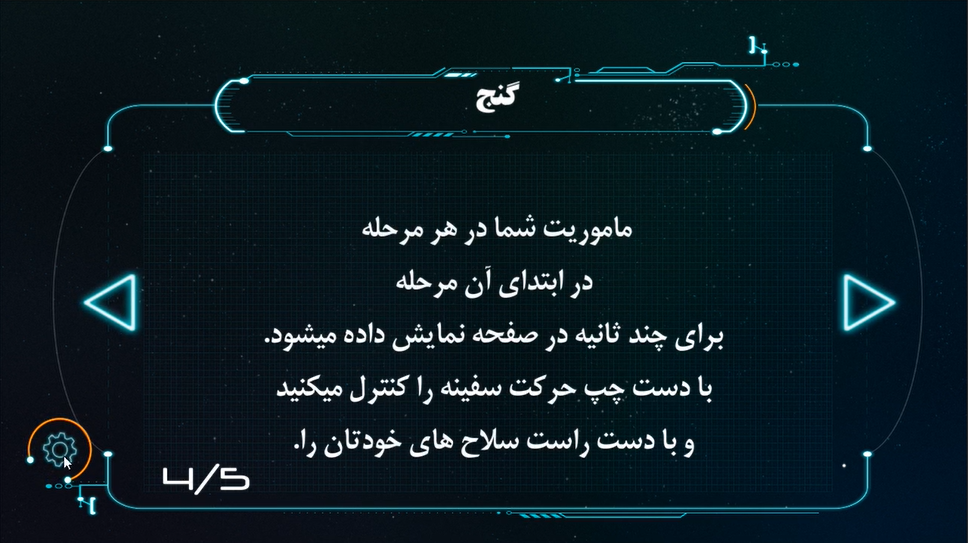 گنج
ماموریت شما در هر مرحله
در ابتدای آن مرحله
برای چند ثانیه در صفحه نمایش داده میشود.
با دست چپ حرکت سفینه را کنترل میکنید
و با دست راست سلاح های خودتان را.
4/5